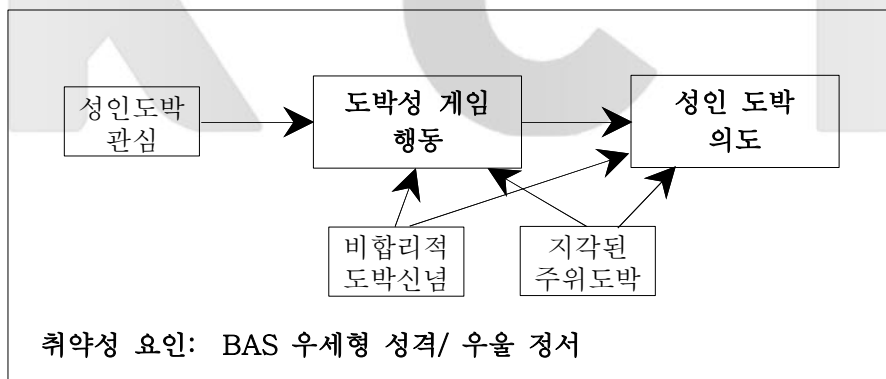 성인도박
관심
도박성 게임
행동
성인 도박
의도
비합리적
도박신념
지각된
주위도박
취약성 요인: BAS 우세형 성격/ 우울 정서